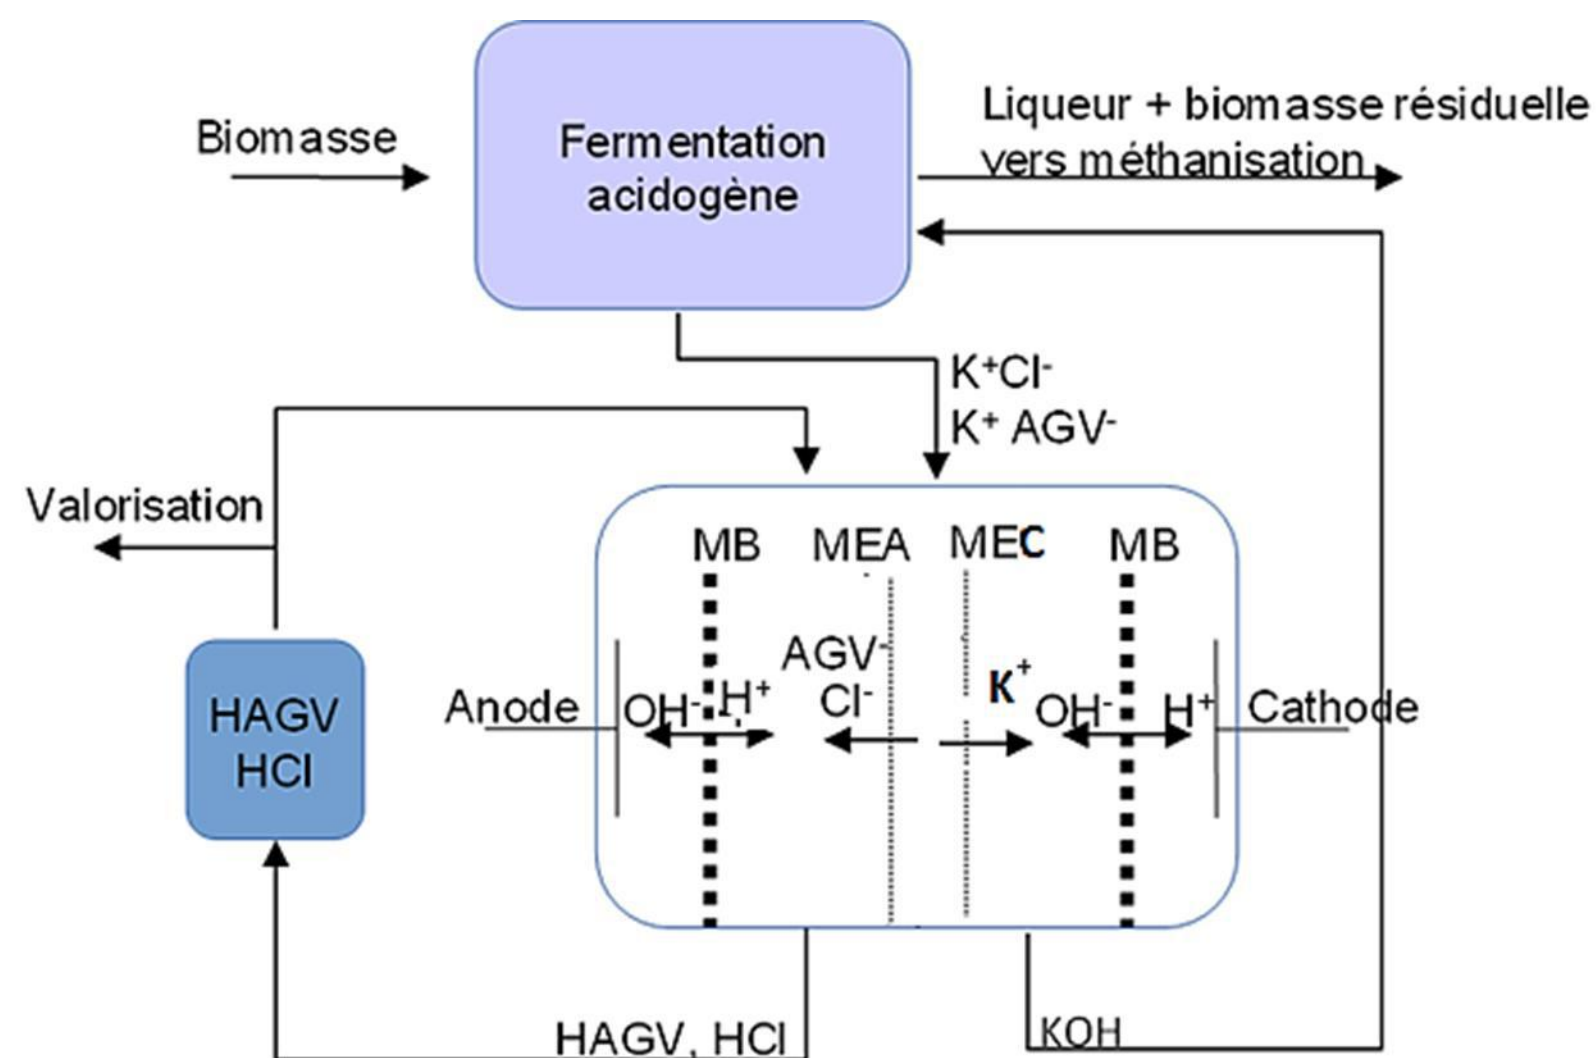 Biomasse
Fermentation
acidogène
Liqueur + biomasse résiduelle
vers méthanisation
K⁺Cl⁻
K⁺ AGV⁻
Valorisation
MB MEA MEC MB
AGV⁻
Cl⁻
K⁺
Anode OH⁻ H⁺ OH⁻ H⁺ Cathode
HAGV
HCl
HAGV, HCl
KOH